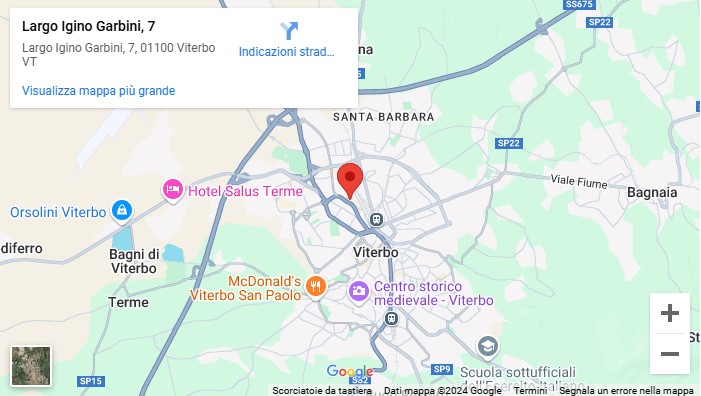 Largo Igino Garbini, 7
Largo Igino Garbini, 7, 01100 Viterbo
VT
Indicazioni strad...
Visualizza mappa più grande
SS675
SP22
SANTA BARBARA
SP22
SP22
Viale Fiume
Bagnaia
Hotel Salus Terme
Orsolini Viterbo
Bagni di
Viterbo
Viterbo
McDonald's
Viterbo San Paolo
Centro storico
medievale - Viterbo
Terme
Scuola sottufficiali
dell'Esercito Italiano
Google
SP15
SS2
SP9
+
−
Scorciatoie da tastiera
Dati mappa ©2024 Google
Termini
Segnala un errore nella mappa